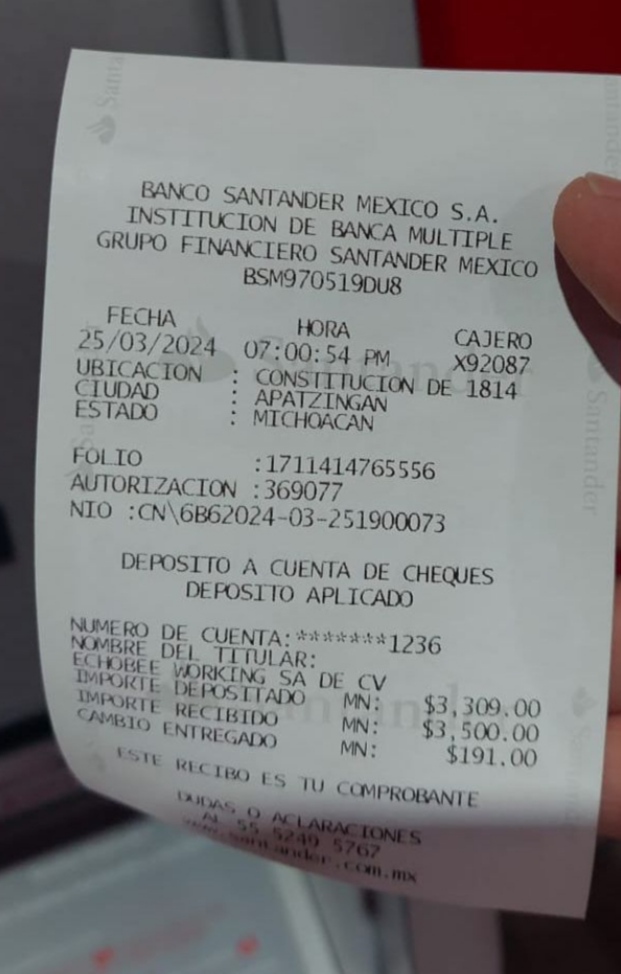 BANCO SANTANDER MEXICO S.A.
INSTITUCION DE BANCA MULTIPLE
GRUPO FINANCIERO SANTANDER MEXICO
BSM970519DU8
FECHA HORA CAJERO
25/03/2024 07:00:54 PM X92087
UBICACION : CONSTITUCION DE 1814
CIUDAD : APATZINGAN
ESTADO : MICHOACAN
FOLIO :1711414765556
AUTORIZACION :369077
NIO :CN\6B62024-03-251900073
DEPOSITO A CUENTA DE CHEQUES
DEPOSITO APLICADO
NUMERO DE CUENTA:*******1236
NOMBRE DEL TITULAR:
ECHOBEE WORKING SA DE CV
IMPORTE DEPOSITADO MN: $3,309.00
IMPORTE RECIBIDO MN: $3,500.00
CAMBIO ENTREGADO MN: $191.00
ESTE RECIBO ES TU COMPROBANTE
DUDAS O ACLARACIONES
AL 55 5249 5767
www.santander.com.mx
Santander
Santander